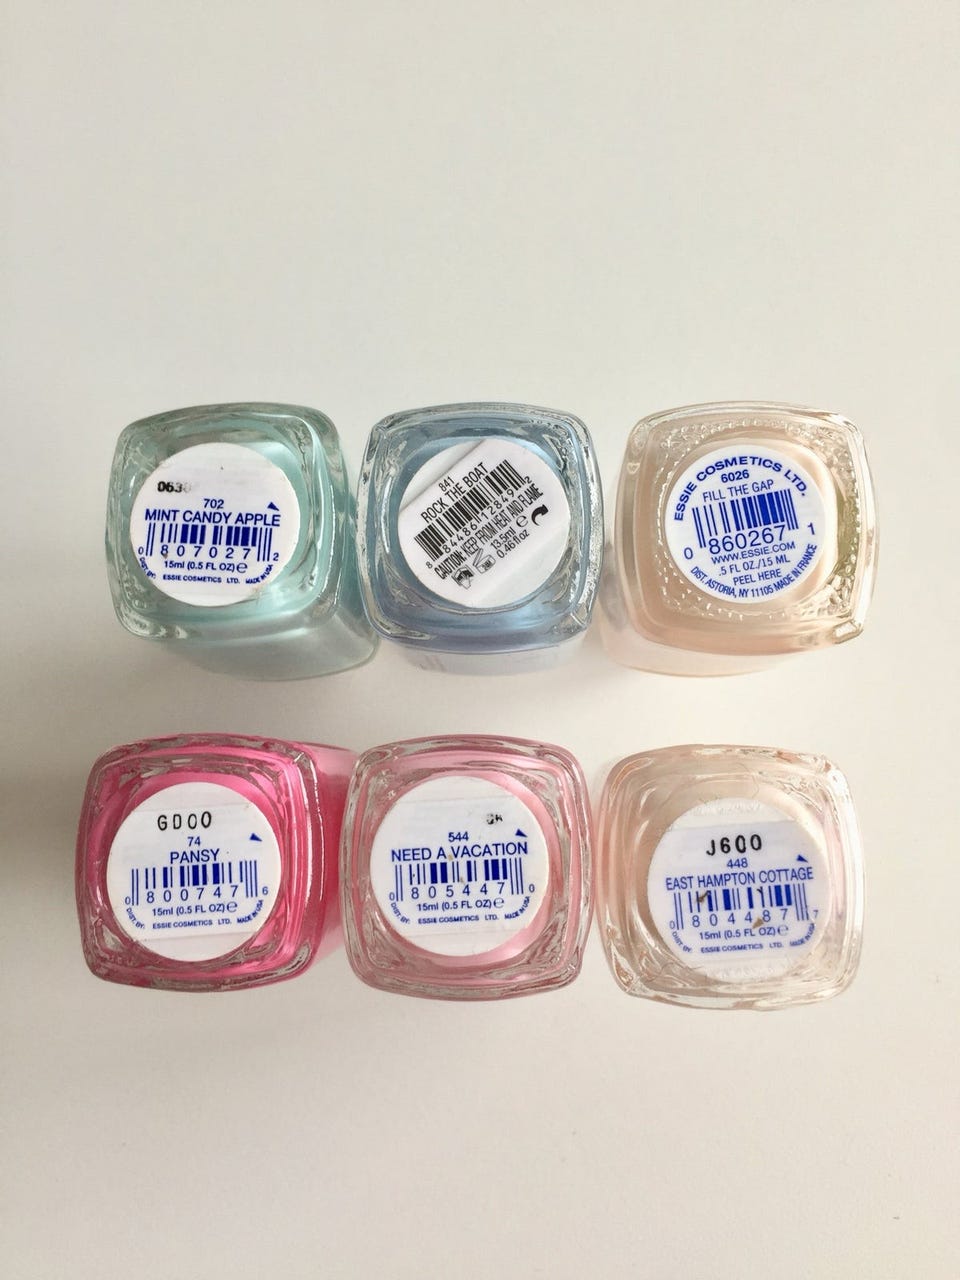 0630
702
MINT CANDY APPLE
0 807027 2
15ml (0.5 FL OZ) e
DIST. BY: ESSIE COSMETICS LTD. MADE IN USA
841
ROCK THE BOAT
8 84486 12849 2
CAUTION: KEEP FROM HEAT AND FLAME
13.5ml e
0.46fl oz
ESSIE COSMETICS LTD.
6026
FILL THE GAP
0 860267 1
WWW.ESSIE.COM
.5 FL OZ./15 ML
PEEL HERE
DIST. ASTORIA, NY 11105 MADE IN FRANCE
GD00
74
PANSY
0 800747 6
15ml (0.5 FL OZ) e
DIST. BY: ESSIE COSMETICS LTD. MADE IN USA
544
NEED A VACATION
0 805447 0
15ml (0.5 FL OZ) e
DIST. BY: ESSIE COSMETICS LTD. MADE IN USA
J600
448
EAST HAMPTON COTTAGE
0 804487 7
15ml (0.5 FL OZ) e
DIST. BY: ESSIE COSMETICS LTD. MADE IN USA